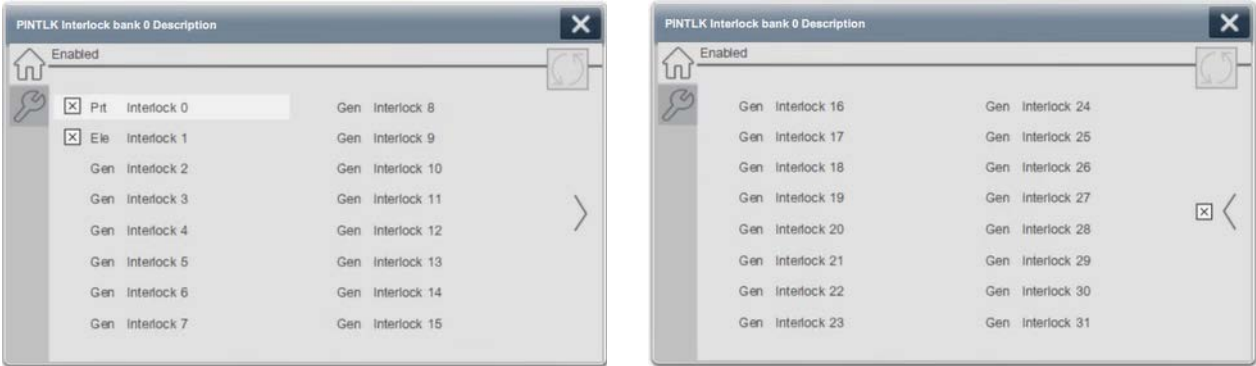 PINTLK Interlock bank 0 Description
Enabled
Prt Interlock 0
Ele Interlock 1
Gen Interlock 2
Gen Interlock 3
Gen Interlock 4
Gen Interlock 5
Gen Interlock 6
Gen Interlock 7
Gen Interlock 8
Gen Interlock 9
Gen Interlock 10
Gen Interlock 11
Gen Interlock 12
Gen Interlock 13
Gen Interlock 14
Gen Interlock 15
PINTLK Interlock bank 0 Description
Enabled
Gen Interlock 16
Gen Interlock 17
Gen Interlock 18
Gen Interlock 19
Gen Interlock 20
Gen Interlock 21
Gen Interlock 22
Gen Interlock 23
Gen Interlock 24
Gen Interlock 25
Gen Interlock 26
Gen Interlock 27
Gen Interlock 28
Gen Interlock 29
Gen Interlock 30
Gen Interlock 31